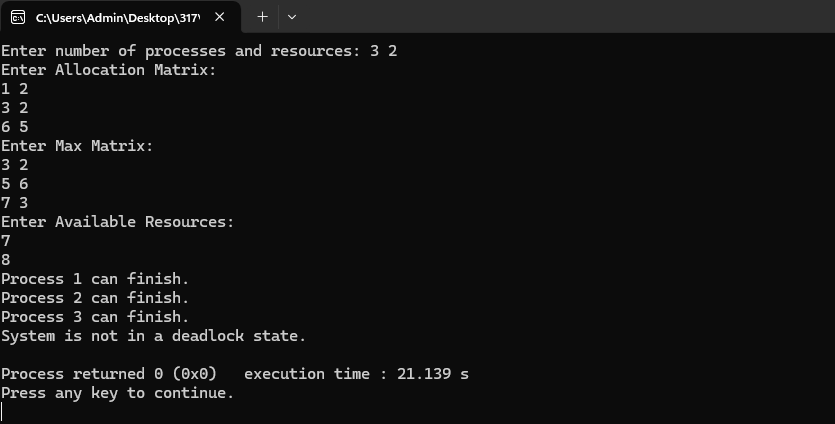 C:\Users\Admin\Desktop\317\
Enter number of processes and resources: 3 2
Enter Allocation Matrix:
1 2
3 2
6 5
Enter Max Matrix:
3 2
5 6
7 3
Enter Available Resources:
7
8
Process 1 can finish.
Process 2 can finish.
Process 3 can finish.
System is not in a deadlock state.
Process returned 0 (0x0)   execution time : 21.139 s
Press any key to continue.